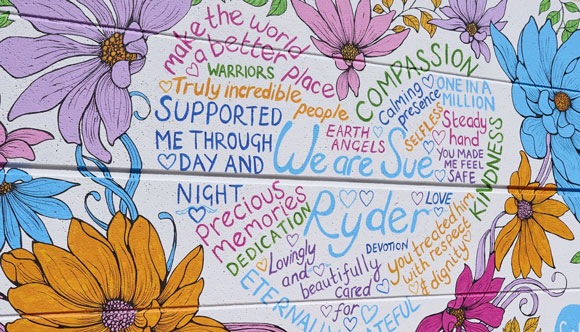 make the world
a better place
WARRIORS
Truly incredible people
SUPPORTED
ME THROUGH
DAY AND
NIGHT
COMPASSION
Calming
presence
ONE IN A
MILLION
SELFLESS
Steady
hand
YOU MADE
ME FEEL
SAFE
KINDNESS
EARTH
ANGELS
We are Sue
Ryder
precious
Memories
DEDICATION
LOVE
DEVOTION
Lovingly
and
beautifully
cared
for
you treated him
with respect
& dignity
ETERNALLY